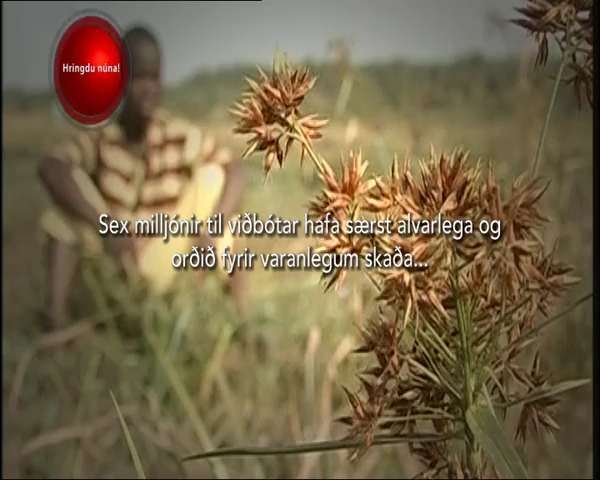 Hringdu núna!
Sex milljónir til viðbótar hafa særst alvarlega og
orðið fyrir varanlegum skaða...